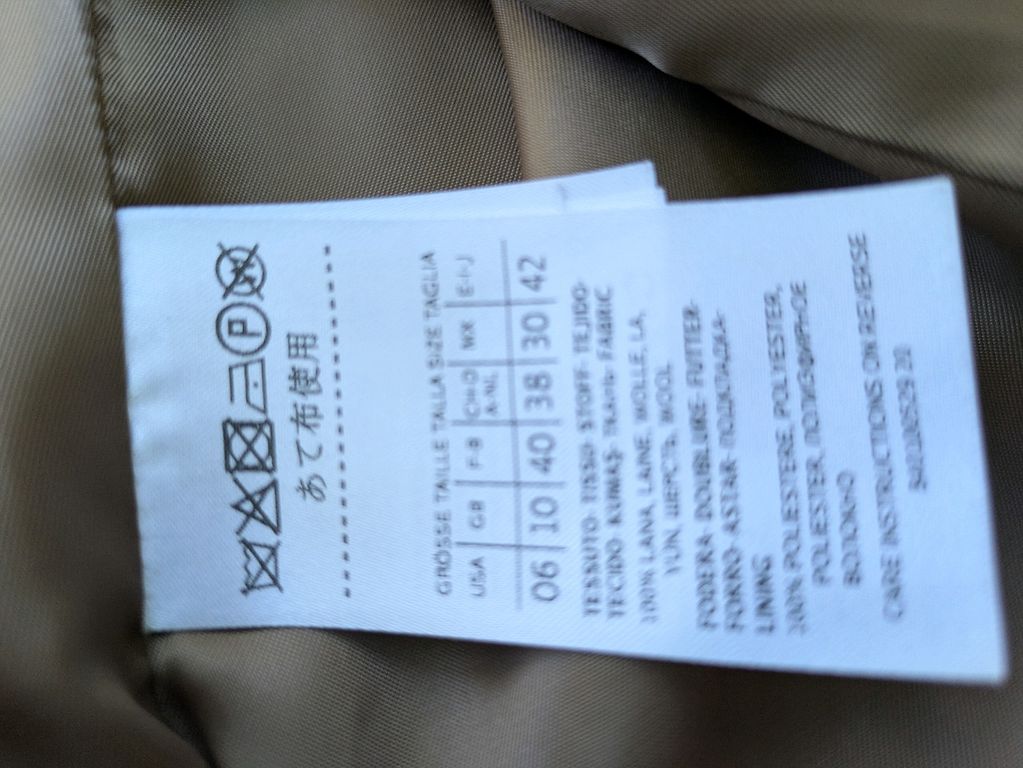 P
W
あて布使用
GRÖSSE TAILLE TALLA SIZE TAGLIA
USA | GB | F-B | CH-D A-NL | MX | E-I-J
06 | 10 | 40 | 38 | 30 | 42
TESSUTO-TISSU-STOFF-TEJIDO-
TECIDO-KUMAŞ-ТКАНЬ-FABRIC
100% LANA, LAINE, WOLLE, LA,
YÜN, ШЕРСТЬ, WOOL
FODERA-DOUBLURE-FUTTER-
FORRO-ASTAR-ПОДКЛАДКА-
LINING
100% POLIESTERE, POLYESTER,
POLIESTER, ПОЛИЭФИРНОЕ
ВОЛОКНО
CARE INSTRUCTIONS ON REVERSE